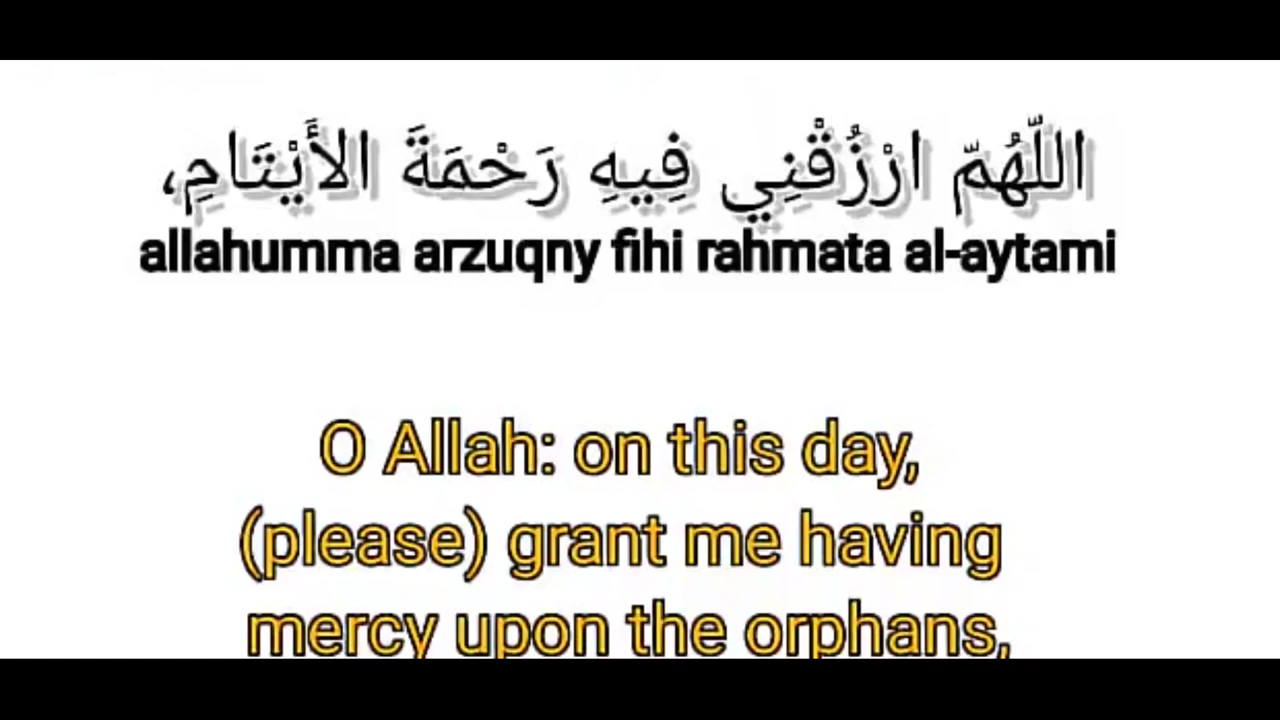 اللّهُمّ ارْزُقْنِي فِيهِ رَحْمَةَ الأَيْتَامِ،
allahumma arzuqny fihi rahmata al-aytami
O Allah: on this day,
(please) grant me having
mercy upon the orphans,